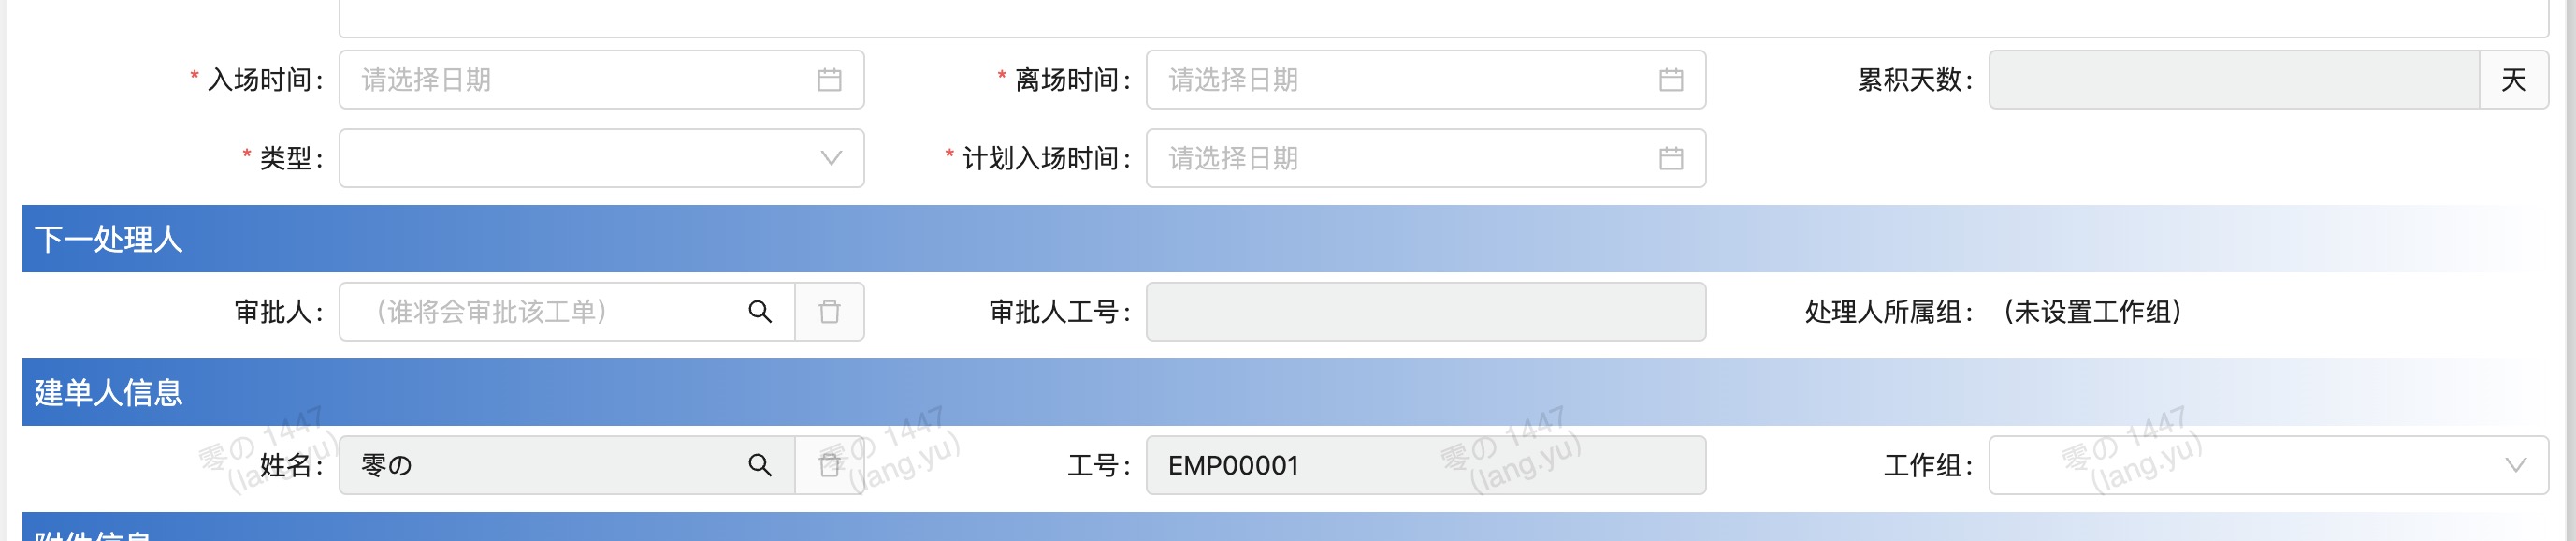 * 入场时间： 请选择日期 * 离场时间： 请选择日期 累积天数： 天
* 类型： * 计划入场时间： 请选择日期
下一处理人
审批人： （谁将会审批该工单） 审批人工号： 处理人所属组： （未设置工作组）
建单人信息
零の 1447 零の 1447 零の 1447 零の 1447
(lang.yu) (lang.yu) (lang.yu) (lang.yu)
姓名： 零の 工号： EMP00001 工作组：
附件信息